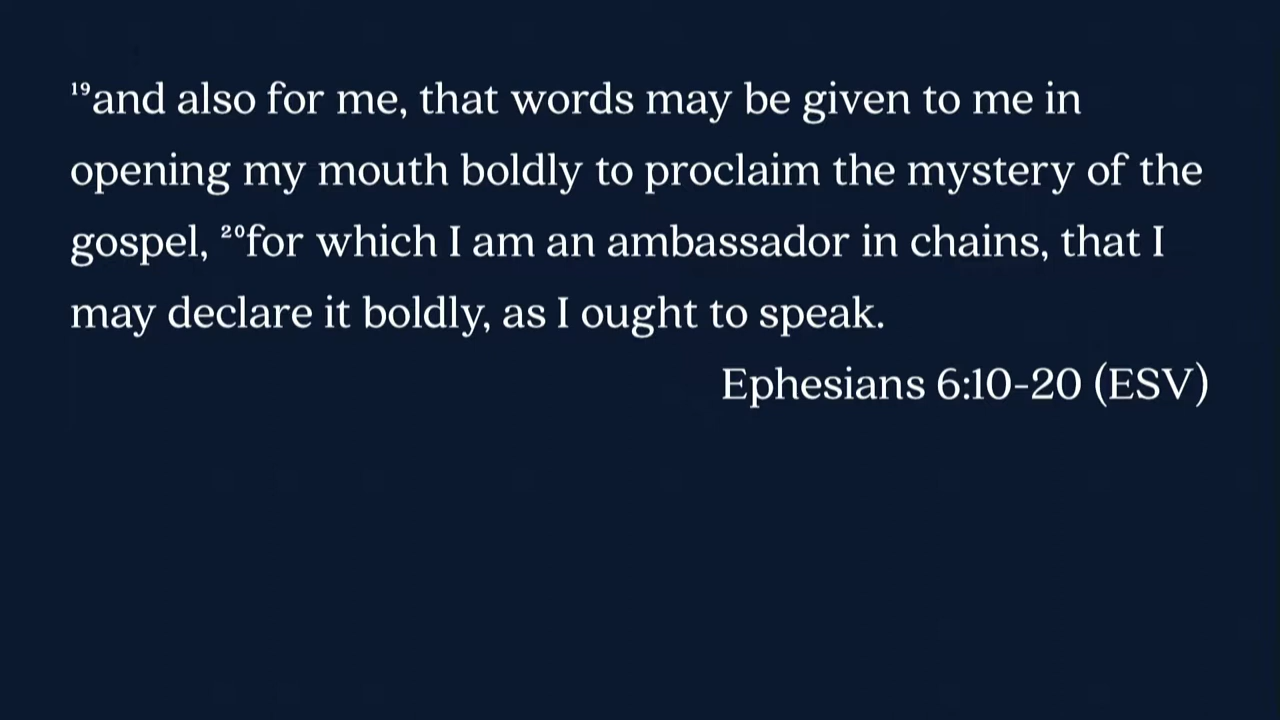 ¹⁹and also for me, that words may be given to me in
opening my mouth boldly to proclaim the mystery of the
gospel, ²⁰for which I am an ambassador in chains, that I
may declare it boldly, as I ought to speak.
Ephesians 6:10-20 (ESV)